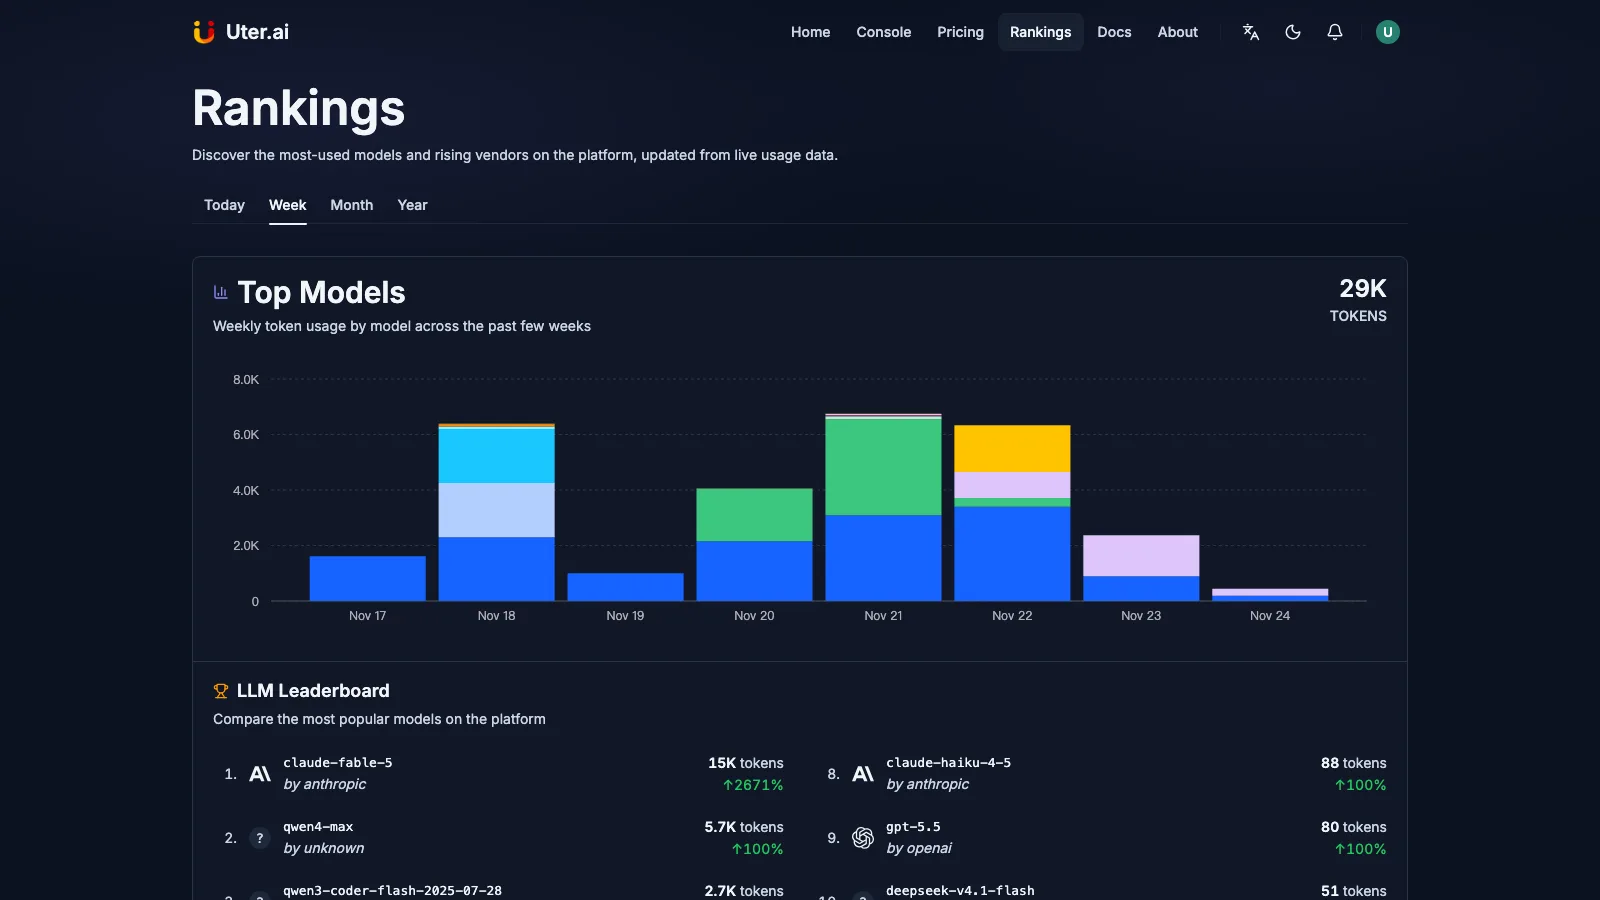 Uter.ai
Home
Console
Pricing
Rankings
Docs
About
U
Rankings
Discover the most-used models and rising vendors on the platform, updated from live usage data.
Today
Week
Month
Year
Top Models
Weekly token usage by model across the past few weeks
29K
TOKENS
8.0K
6.0K
4.0K
2.0K
0
Nov 17
Nov 18
Nov 19
Nov 20
Nov 21
Nov 22
Nov 23
Nov 24
LLM Leaderboard
Compare the most popular models on the platform
1.
claude-fable-5
by anthropic
15K tokens
↑2671%
2.
?
qwen4-max
by unknown
5.7K tokens
↑100%
qwen3-coder-flash-2025-07-28
2.7K tokens
8.
claude-haiku-4-5
by anthropic
88 tokens
↑100%
9.
gpt-5.5
by openai
80 tokens
↑100%
deepseek-v4.1-flash
51 tokens